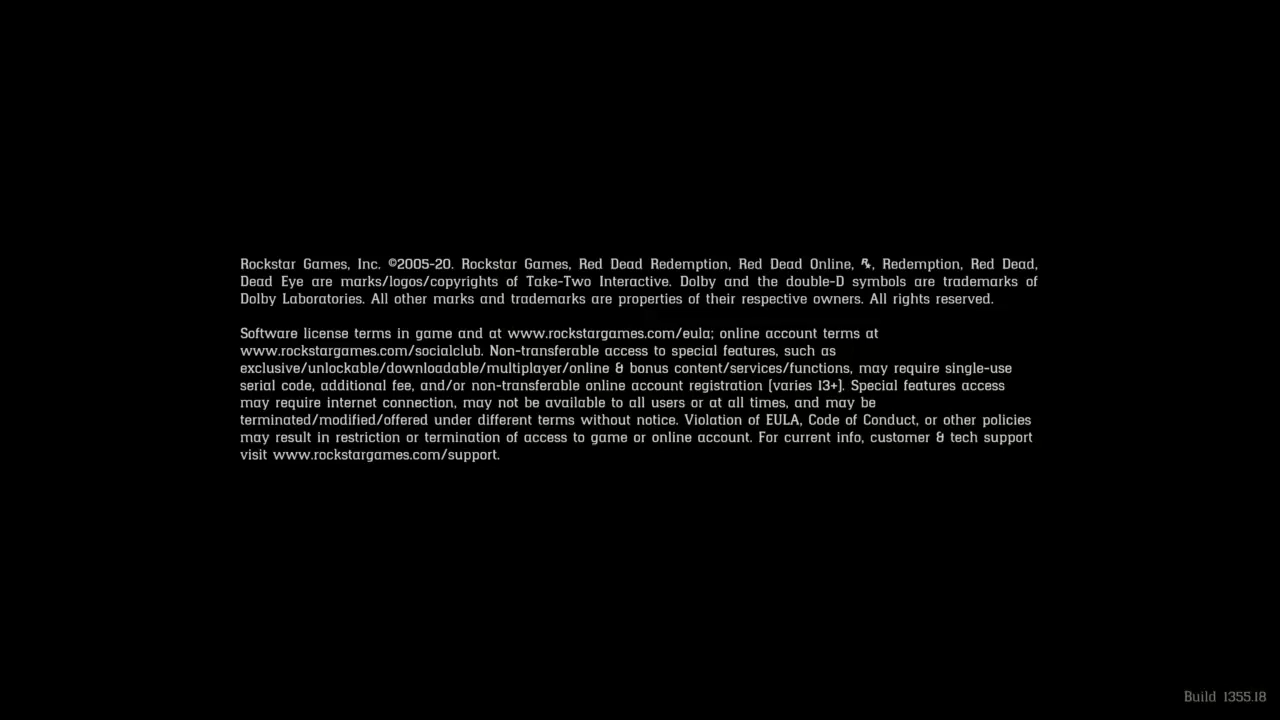 Rockstar Games, Inc. ©2005-20. Rockstar Games, Red Dead Redemption, Red Dead Online, R*, Redemption, Red Dead,
Dead Eye are marks/logos/copyrights of Take-Two Interactive. Dolby and the double-D symbols are trademarks of
Dolby Laboratories. All other marks and trademarks are properties of their respective owners. All rights reserved.
Software license terms in game and at www.rockstargames.com/eula; online account terms at
www.rockstargames.com/socialclub. Non-transferable access to special features, such as
exclusive/unlockable/downloadable/multiplayer/online & bonus content/services/functions, may require single-use
serial code, additional fee, and/or non-transferable online account registration (varies 13+). Special features access
may require internet connection, may not be available to all users or at all times, and may be
terminated/modified/offered under different terms without notice. Violation of EULA, Code of Conduct, or other policies
may result in restriction or termination of access to game or online account. For current info, customer & tech support
visit www.rockstargames.com/support.
Build 1355.18